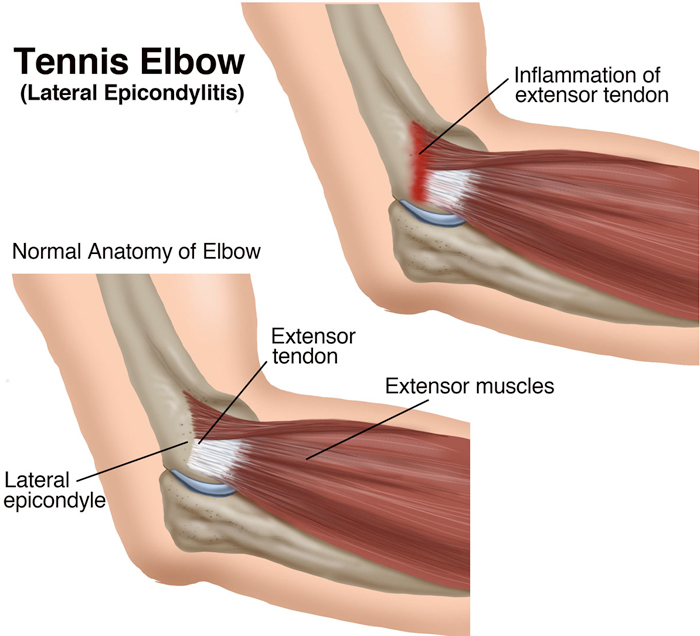 Tennis Elbow
(Lateral Epicondylitis)
Inflammation of
extensor tendon
Normal Anatomy of Elbow
Extensor
tendon
Extensor muscles
Lateral
epicondyle